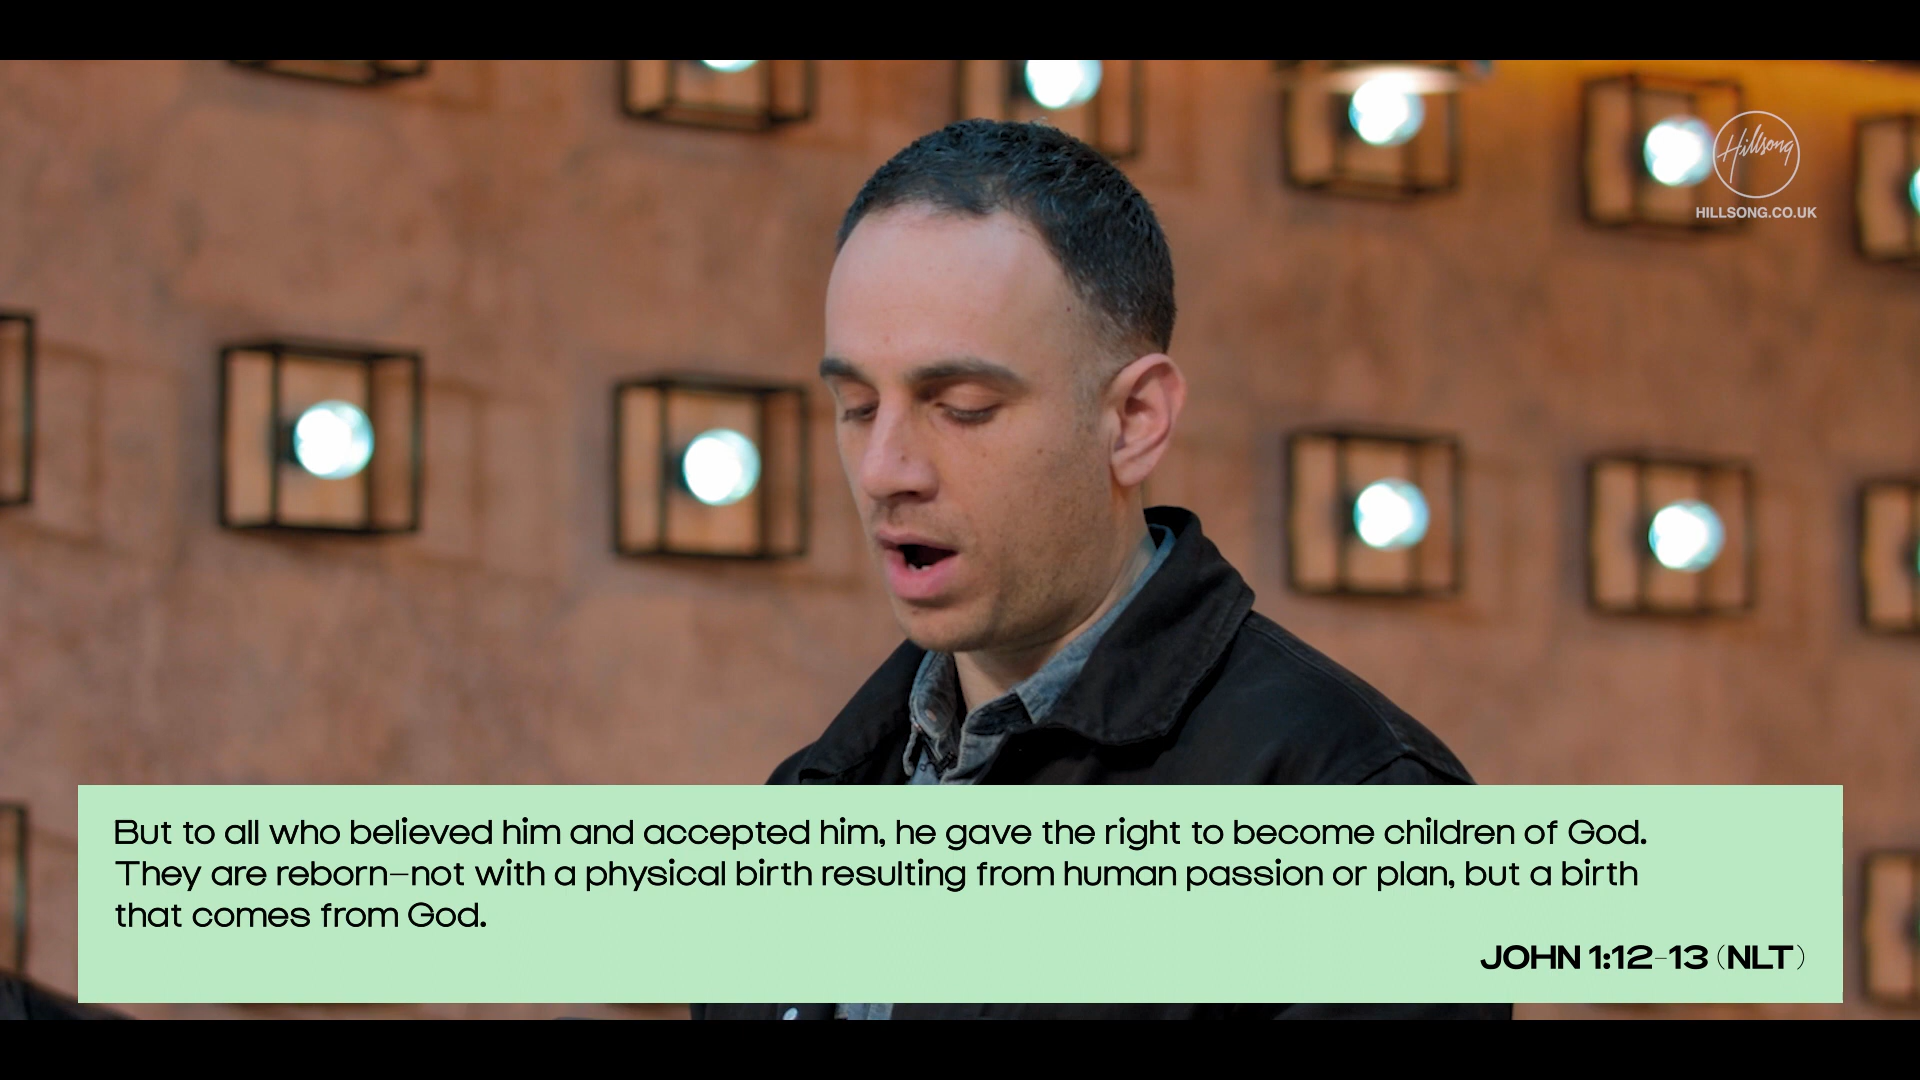 Hillsong
HILLSONG.CO.UK
But to all who believed him and accepted him, he gave the right to become children of God.
They are reborn—not with a physical birth resulting from human passion or plan, but a birth
that comes from God.
JOHN 1:12-13 (NLT)